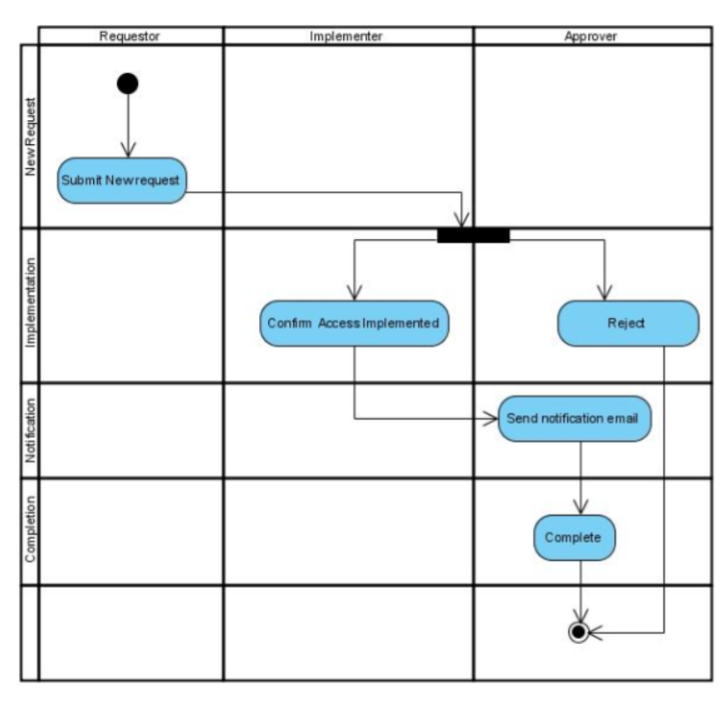 Requestor
Implementer
Approver
New Request
Submit New request
Implementation
Confirm Access Implemented
Reject
Notification
Send notification email
Completion
Complete